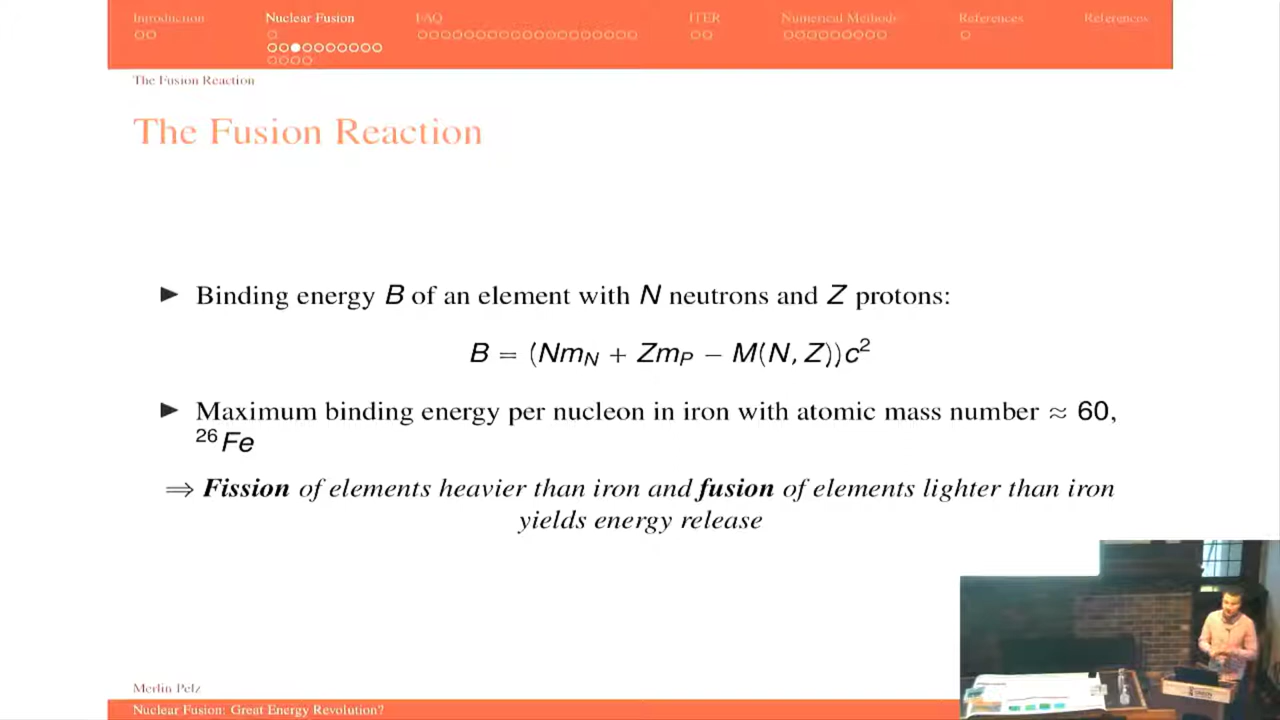 Introduction Nuclear Fusion FAQ ITER Numerical Methods References References
The Fusion Reaction
The Fusion Reaction
▶ Binding energy B of an element with N neutrons and Z protons:
B = (Nm_N + Zm_P − M(N, Z))c²
▶ Maximum binding energy per nucleon in iron with atomic mass number ≈ 60,
²⁶Fe
⟹ Fission of elements heavier than iron and fusion of elements lighter than iron
yields energy release
Merlin Pelz
Nuclear Fusion: Great Energy Revolution?